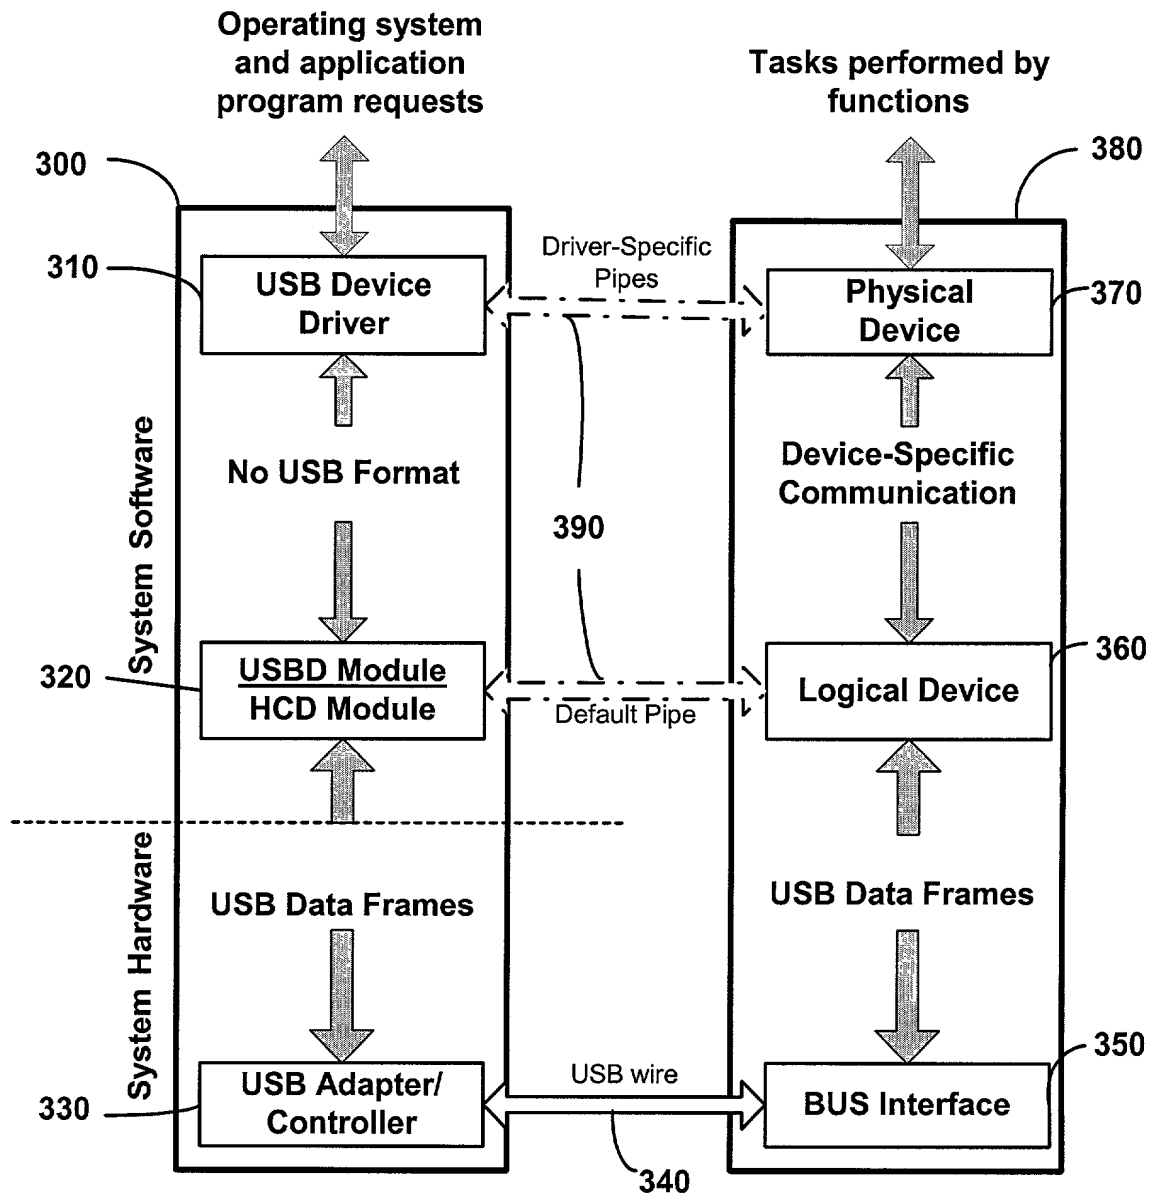 Operating system
and application
program requests
Tasks performed by
functions
300
380
310
USB Device
Driver
Driver-Specific
Pipes
Physical
Device
370
System Software
No USB Format
390
Device-Specific
Communication
320
USBD Module
HCD Module
Default Pipe
Logical Device
360
System Hardware
USB Data Frames
USB Data Frames
330
USB Adapter/
Controller
USB wire
340
BUS Interface
350